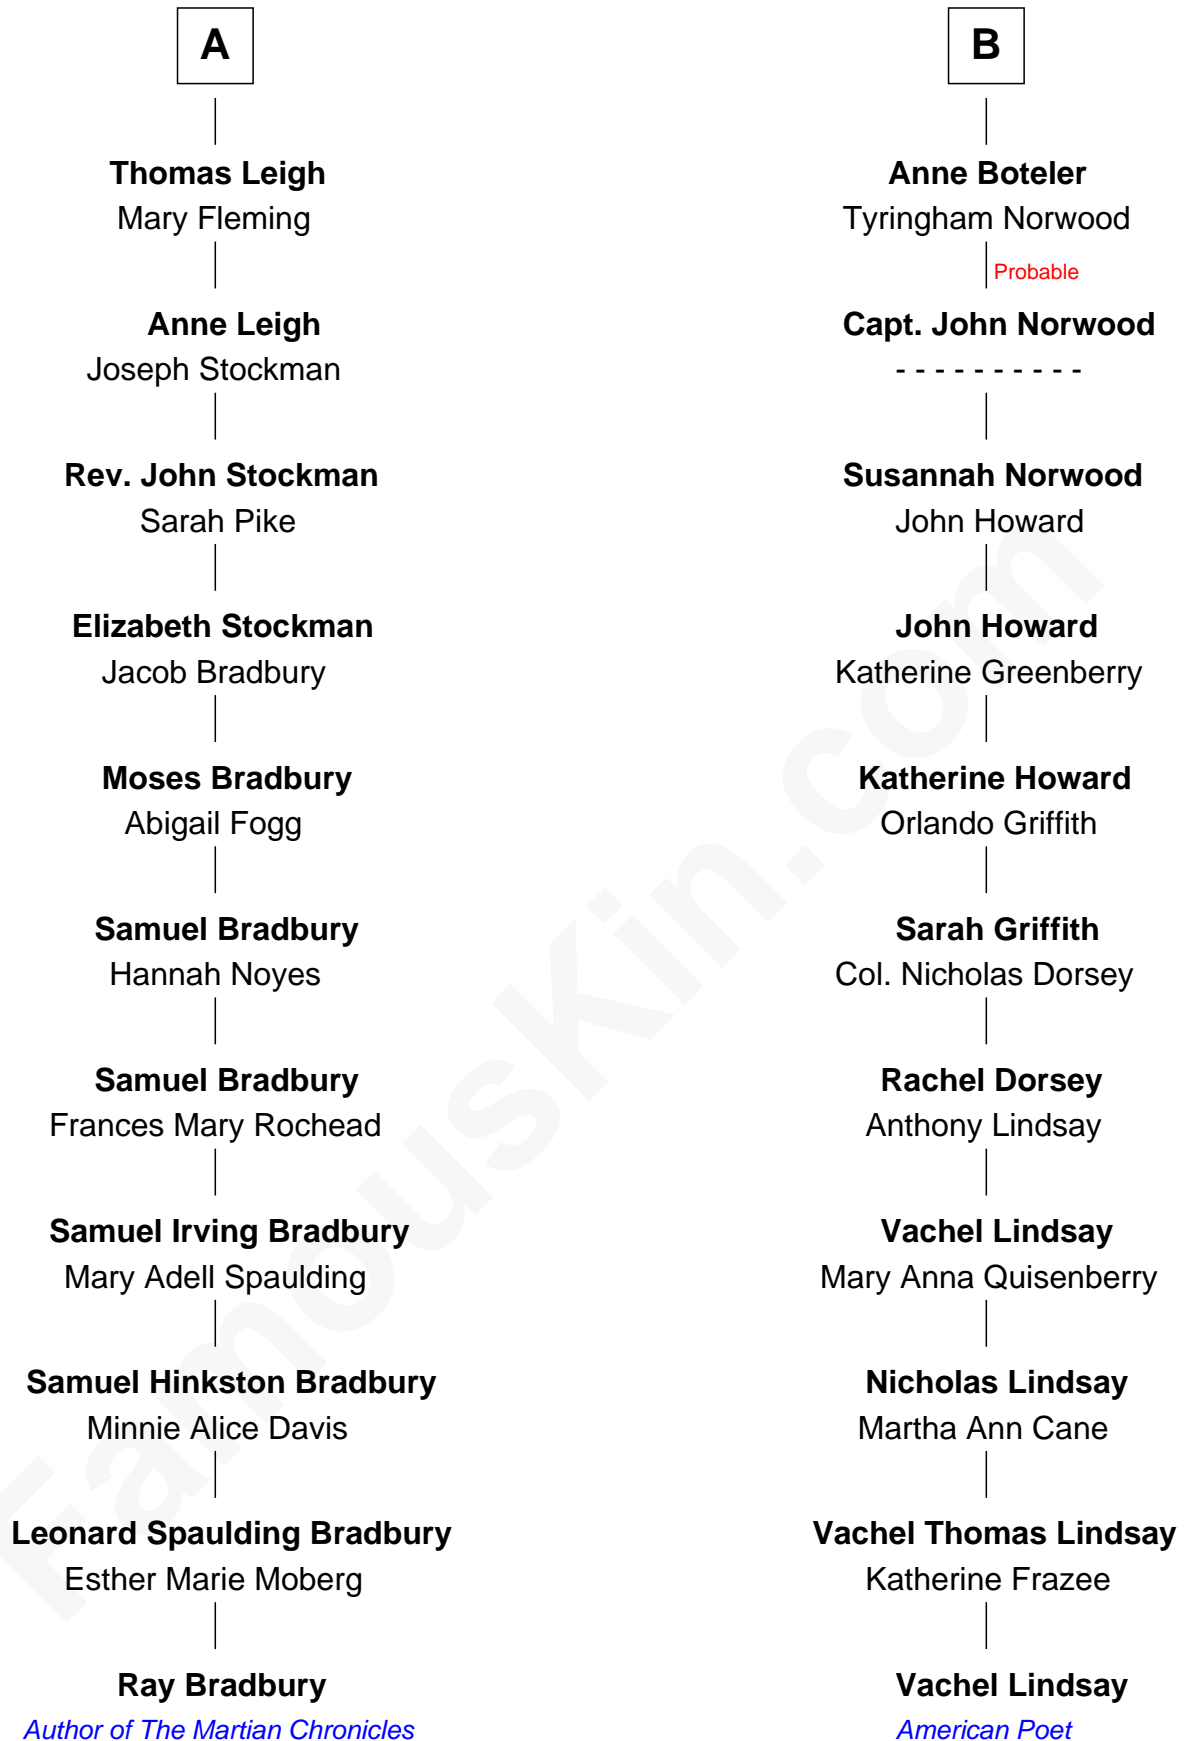 A
Thomas Leigh
Mary Fleming
Anne Leigh
Joseph Stockman
Rev. John Stockman
Sarah Pike
Elizabeth Stockman
Jacob Bradbury
Moses Bradbury
Abigail Fogg
Samuel Bradbury
Hannah Noyes
Samuel Bradbury
Frances Mary Rochead
Samuel Irving Bradbury
Mary Adell Spaulding
Samuel Hinkston Bradbury
Minnie Alice Davis
Leonard Spaulding Bradbury
Esther Marie Moberg
Ray Bradbury
Author of The Martian Chronicles
B
Anne Boteler
Tyringham Norwood
Probable
Capt. John Norwood
- - - - - - - - - -
Susannah Norwood
John Howard
John Howard
Katherine Greenberry
Katherine Howard
Orlando Griffith
Sarah Griffith
Col. Nicholas Dorsey
Rachel Dorsey
Anthony Lindsay
Vachel Lindsay
Mary Anna Quisenberry
Nicholas Lindsay
Martha Ann Cane
Vachel Thomas Lindsay
Katherine Frazee
Vachel Lindsay
American Poet
FamousKin.com